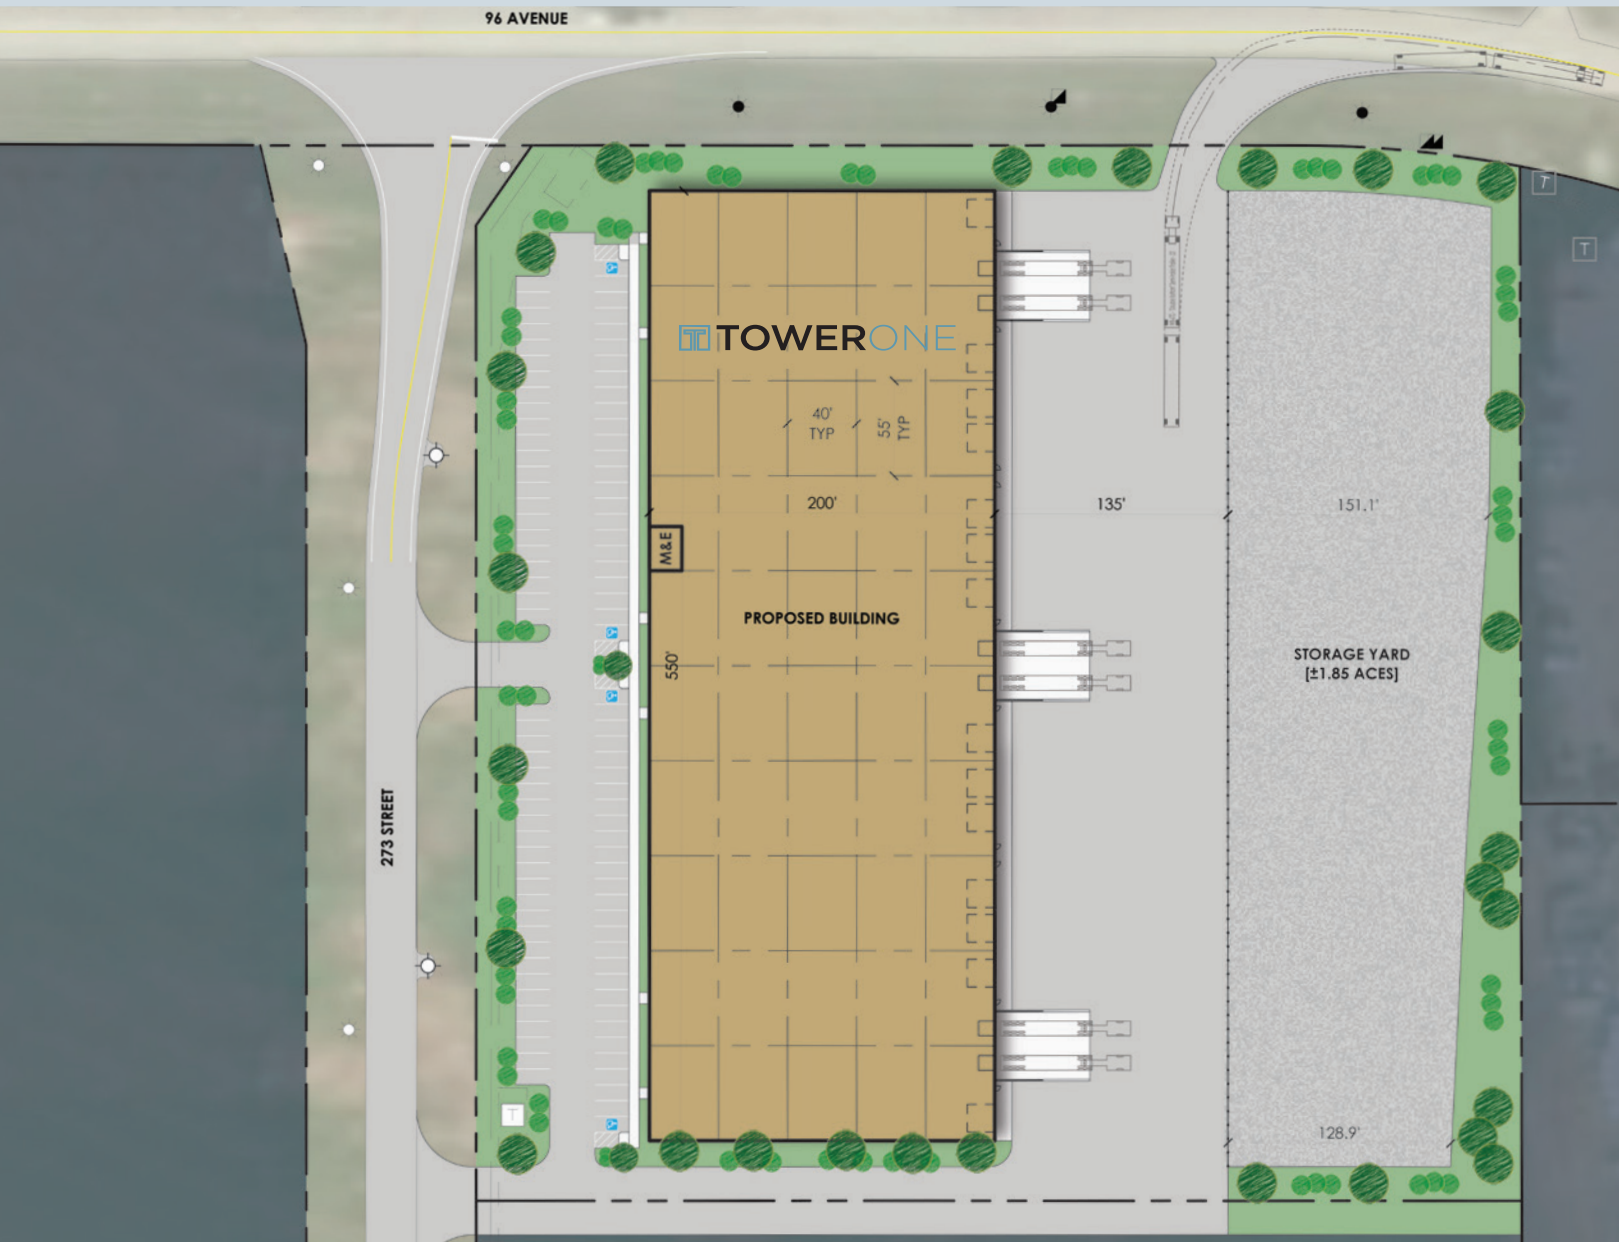 96 AVENUE
T
T
TOWERONE
40'
TYP
55'
TYP
200'
135'
151.1'
M&E
PROPOSED BUILDING
550'
STORAGE YARD
[±1.85 ACES]
273 STREET
T
128.9'